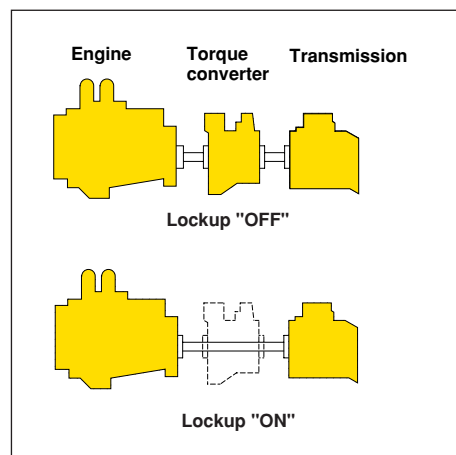 Engine
Torque
converter
Transmission
Lockup "OFF"
Lockup "ON"